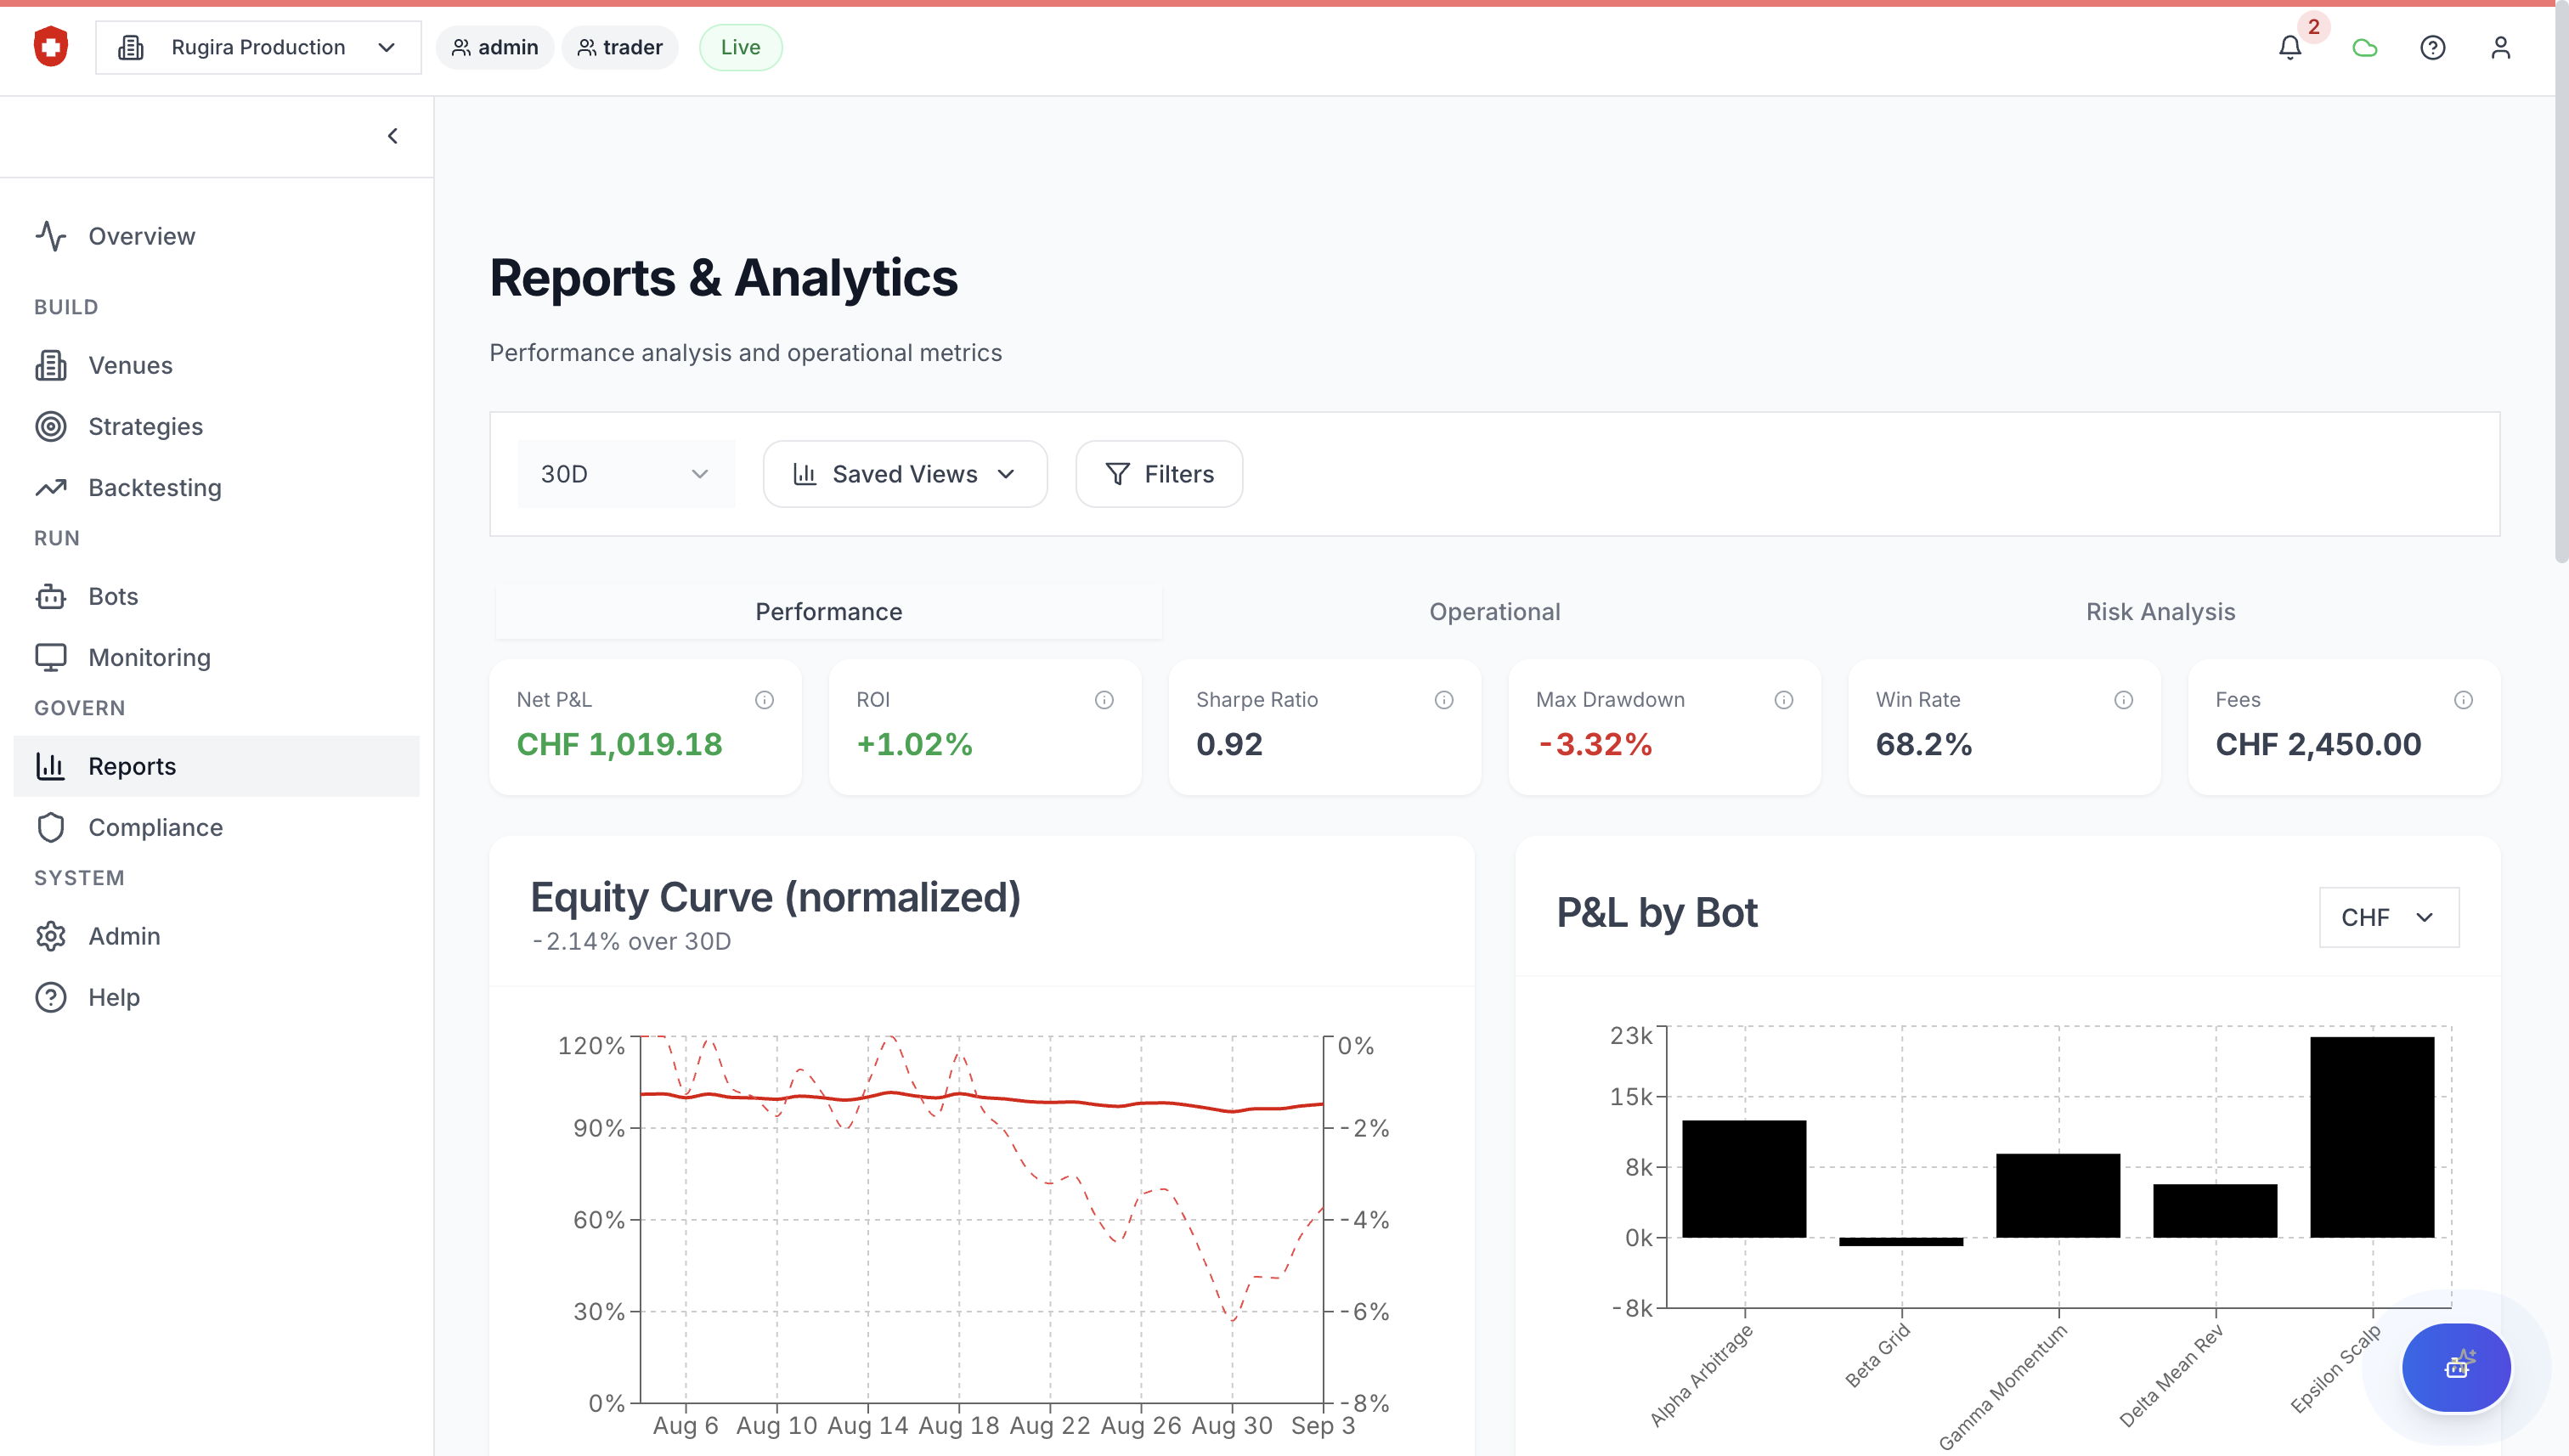 Rugira Production
admin
trader
Live
2
Overview
BUILD
Venues
Strategies
Backtesting
RUN
Bots
Monitoring
GOVERN
Reports
Compliance
SYSTEM
Admin
Help
Reports & Analytics
Performance analysis and operational metrics
30D
Saved Views
Filters
Performance
Operational
Risk Analysis
Net P&L
CHF 1,019.18
ROI
+1.02%
Sharpe Ratio
0.92
Max Drawdown
-3.32%
Win Rate
68.2%
Fees
CHF 2,450.00
Equity Curve (normalized)
-2.14% over 30D
120%
90%
60%
30%
0%
0%
-2%
-4%
-6%
-8%
Aug 6
Aug 10
Aug 14
Aug 18
Aug 22
Aug 26
Aug 30
Sep 3
P&L by Bot
CHF
23k
15k
8k
0k
-8k
Alpha Arbitrage
Beta Grid
Gamma Momentum
Delta Mean Rev
Epsilon Scalp